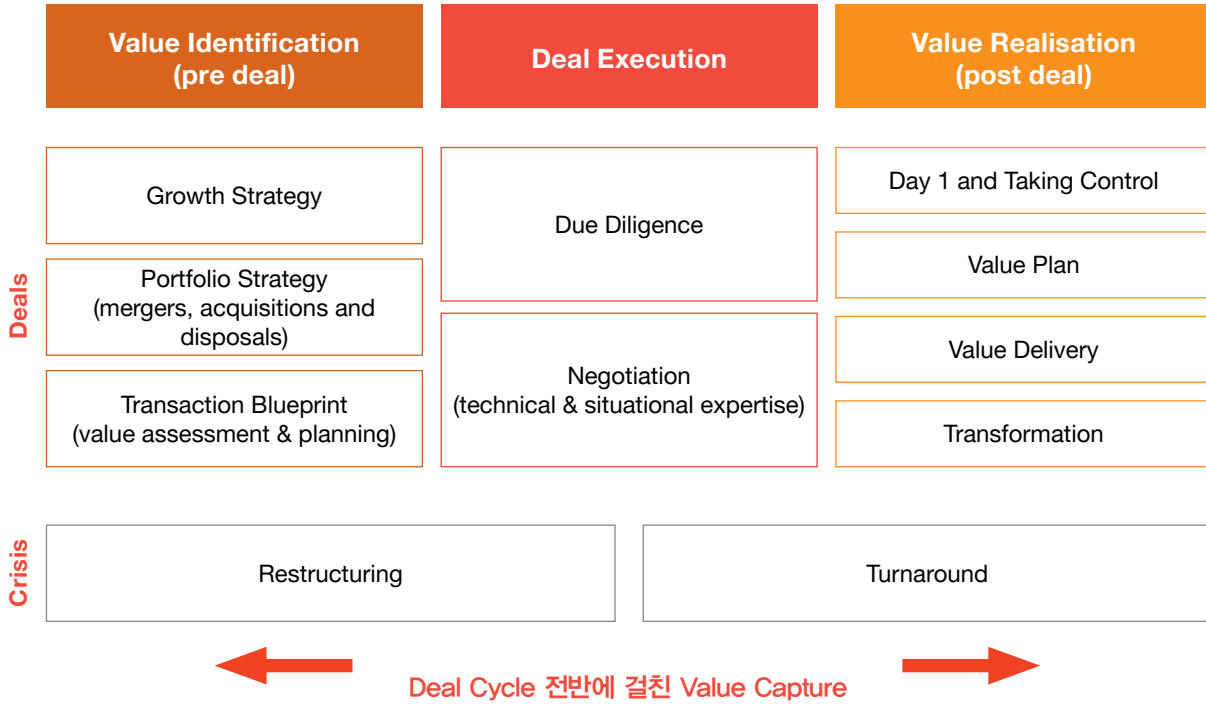 Value Identification
(pre deal)
Deal Execution
Value Realisation
(post deal)
Deals
Growth Strategy
Portfolio Strategy
(mergers, acquisitions and
disposals)
Transaction Blueprint
(value assessment & planning)
Due Diligence
Negotiation
(technical & situational expertise)
Day 1 and Taking Control
Value Plan
Value Delivery
Transformation
Crisis
Restructuring
Turnaround
Deal Cycle 전반에 걸친 Value Capture